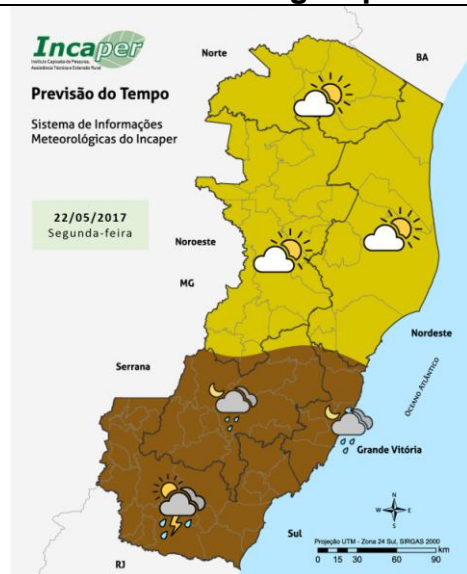 Incaper
Instituto Capixaba de Pesquisa,
Assistência Técnica e Extensão Rural
Previsão do Tempo
Sistema de Informações
Meteorológicas do Incaper
22/05/2017
Segunda-feira
Norte
BA
Noroeste
MG
Nordeste
Serrana
OCEANO ATLÂNTICO
Grande Vitória
N
W E
S
Sul
RJ
Projeção UTM - Zona 24 Sul, SIRGAS 2000
km
0 15 30 60 90